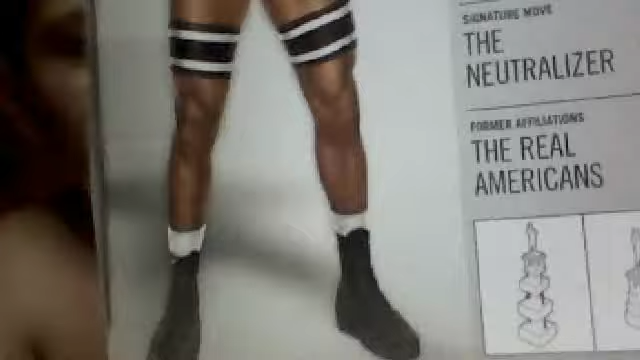 SIGNATURE MOVE
THE
NEUTRALIZER
FORMER AFFILIATIONS
THE REAL
AMERICANS